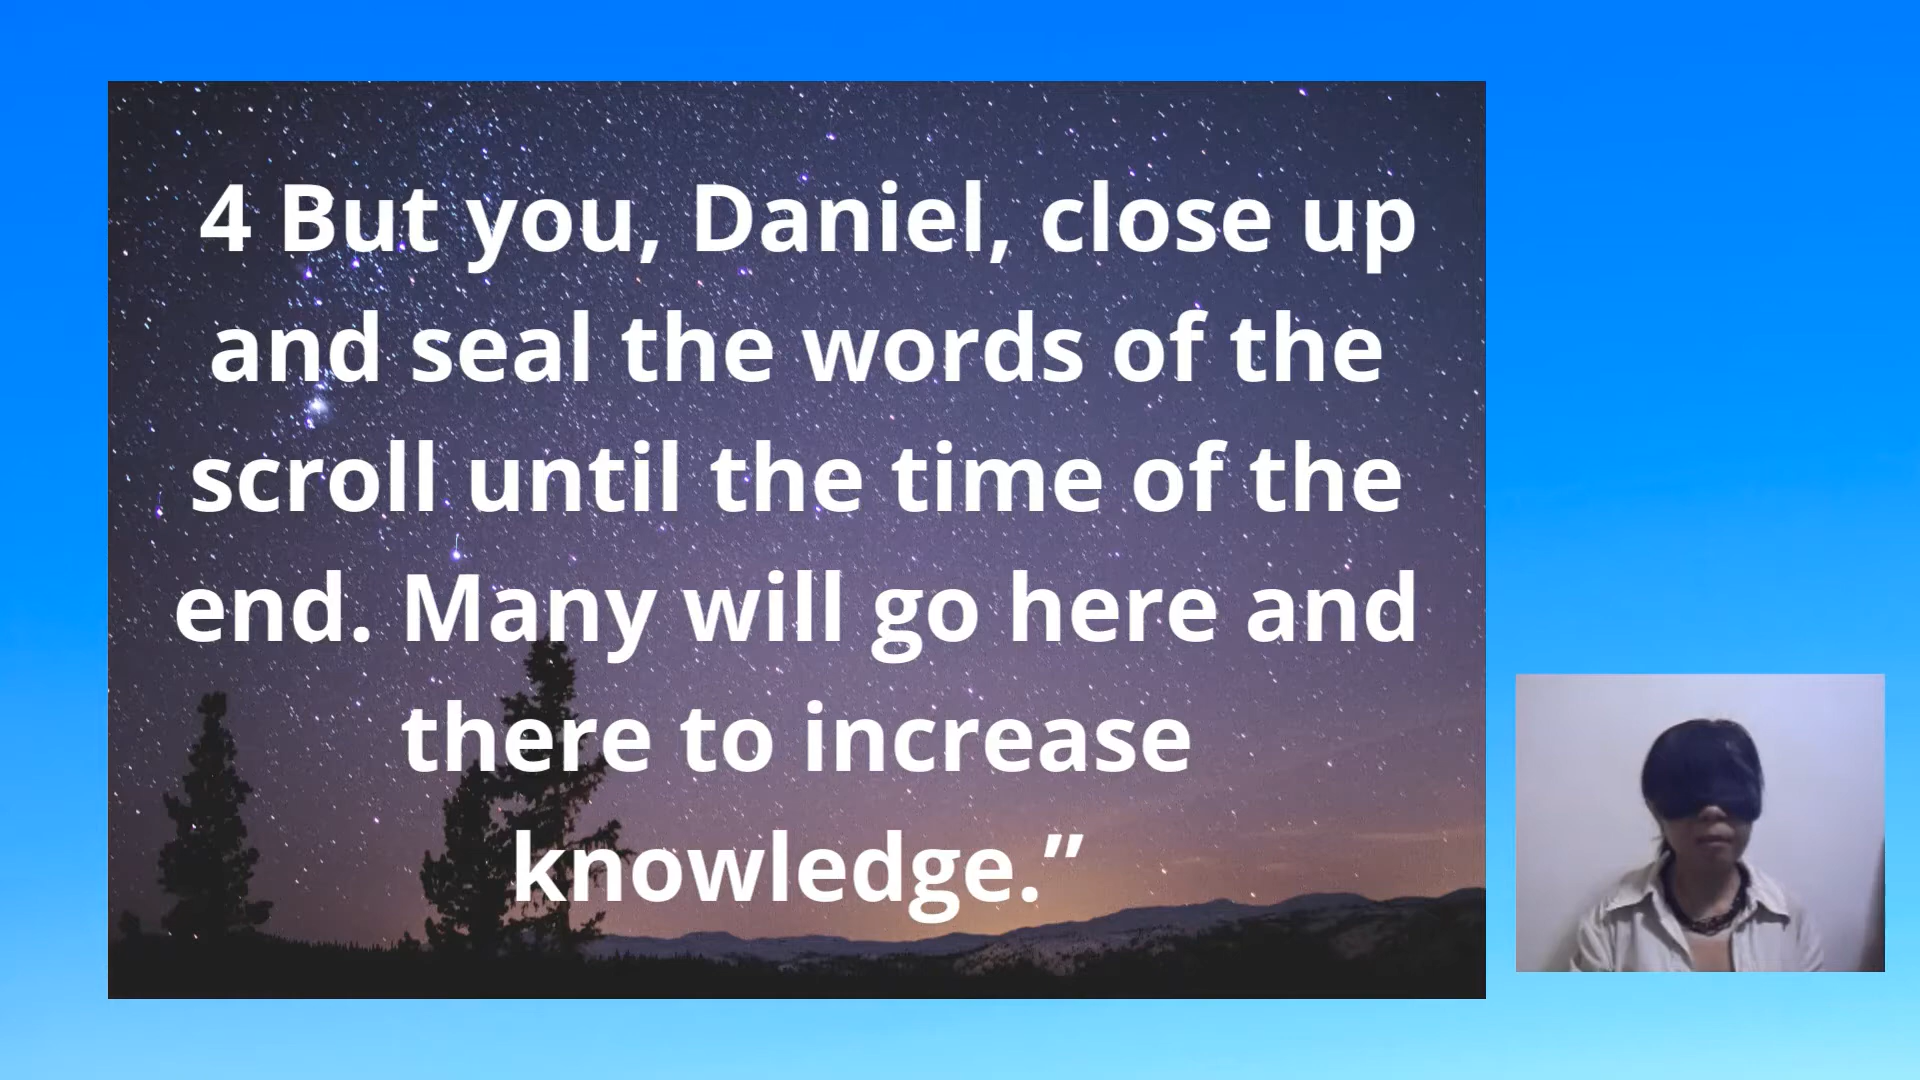 4 But you, Daniel, close up
and seal the words of the
scroll until the time of the
end. Many will go here and
there to increase
knowledge.”